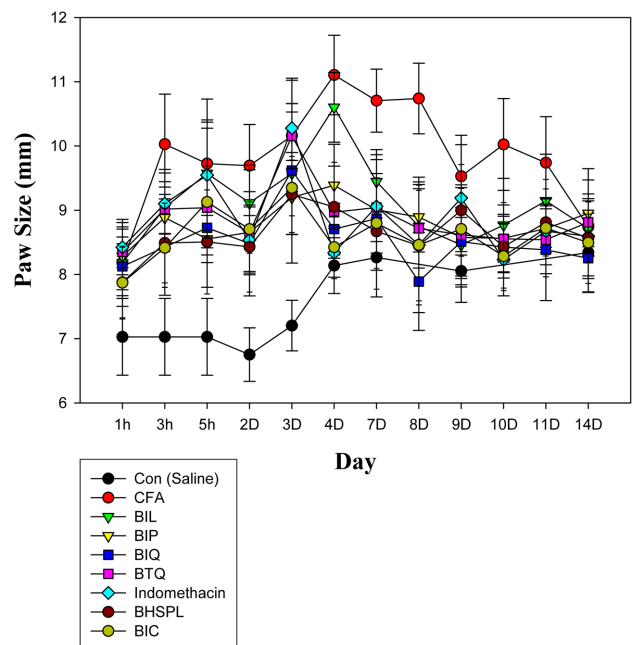 12
11
10
9
8
7
6
Paw Size (mm)
1h 3h 5h 2D 3D 4D 7D 8D 9D 10D 11D 14D
Day
Con (Saline)
CFA
BIL
BIP
BIQ
BTQ
Indomethacin
BHSPL
BIC